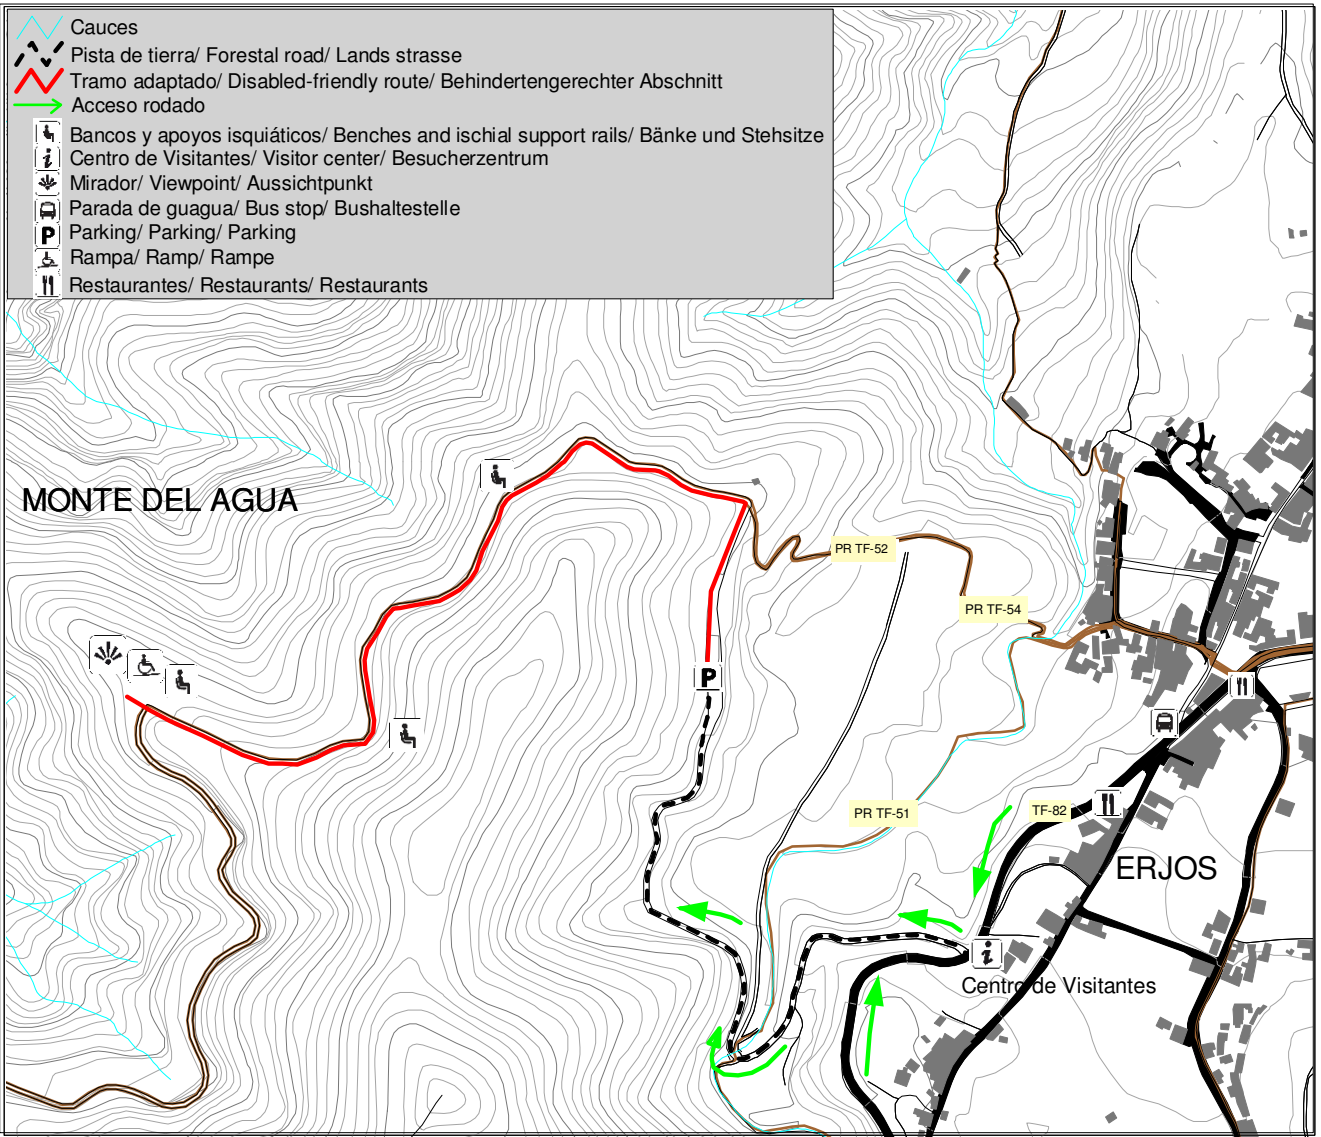 Cauces
Pista de tierra/ Forestal road/ Lands strasse
Tramo adaptado/ Disabled-friendly route/ Behindertengerechter Abschnitt
Acceso rodado
Bancos y apoyos isquiáticos/ Benches and ischial support rails/ Bänke und Stehsitze
i Centro de Visitantes/ Visitor center/ Besucherzentrum
Mirador/ Viewpoint/ Aussichtpunkt
Parada de guagua/ Bus stop/ Bushaltestelle
P Parking/ Parking/ Parking
Rampa/ Ramp/ Rampe
Restaurantes/ Restaurants/ Restaurants
MONTE DEL AGUA
PR TF-52
PR TF-54
P
PR TF-51
TF-82
ERJOS
i
Centro de Visitantes